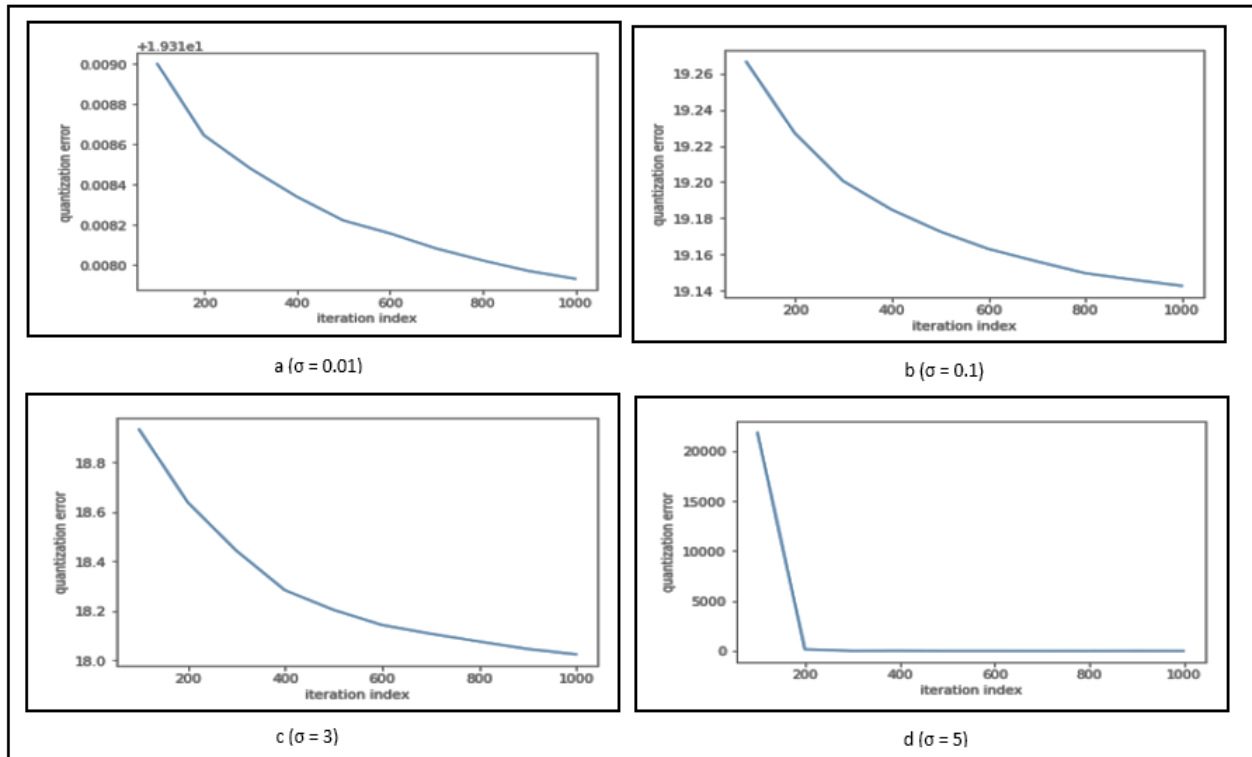 +1.931e1
0.0090
0.0088
0.0086
0.0084
0.0082
0.0080
quantization error
200 400 600 800 1000
iteration index
a (σ = 0.01)
19.26
19.24
19.22
19.20
19.18
19.16
19.14
quantization error
200 400 600 800 1000
iteration index
b (σ = 0.1)
18.8
18.6
18.4
18.2
18.0
quantization error
200 400 600 800 1000
iteration index
c (σ = 3)
20000
15000
10000
5000
0
quantization error
200 400 600 800 1000
iteration index
d (σ = 5)